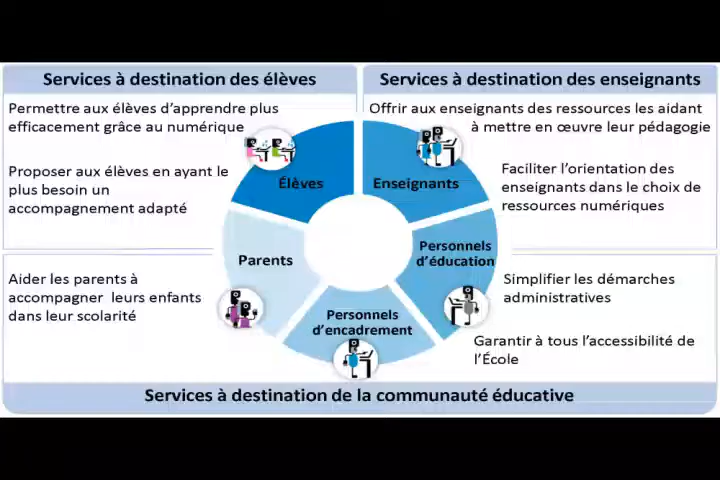 Services à destination des élèves
Permettre aux élèves d'apprendre plus
efficacement grâce au numérique
Proposer aux élèves en ayant le
plus besoin un
accompagnement adapté
Services à destination des enseignants
Offrir aux enseignants des ressources les aidant
à mettre en œuvre leur pédagogie
Faciliter l'orientation des
enseignants dans le choix de
ressources numériques
Élèves
Enseignants
Parents
Personnels
d'éducation
Personnels
d'encadrement
Aider les parents à
accompagner leurs enfants
dans leur scolarité
Simplifier les démarches
administratives
Garantir à tous l'accessibilité de
l'École
Services à destination de la communauté éducative